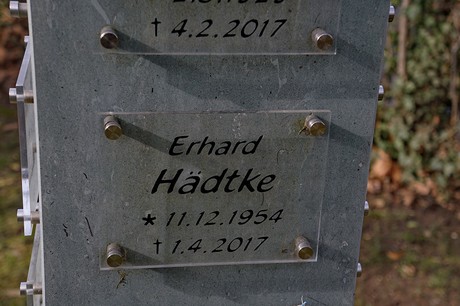 † 4.2.2017
Erhard
Hädtke
* 11.12.1954
† 1.4.2017